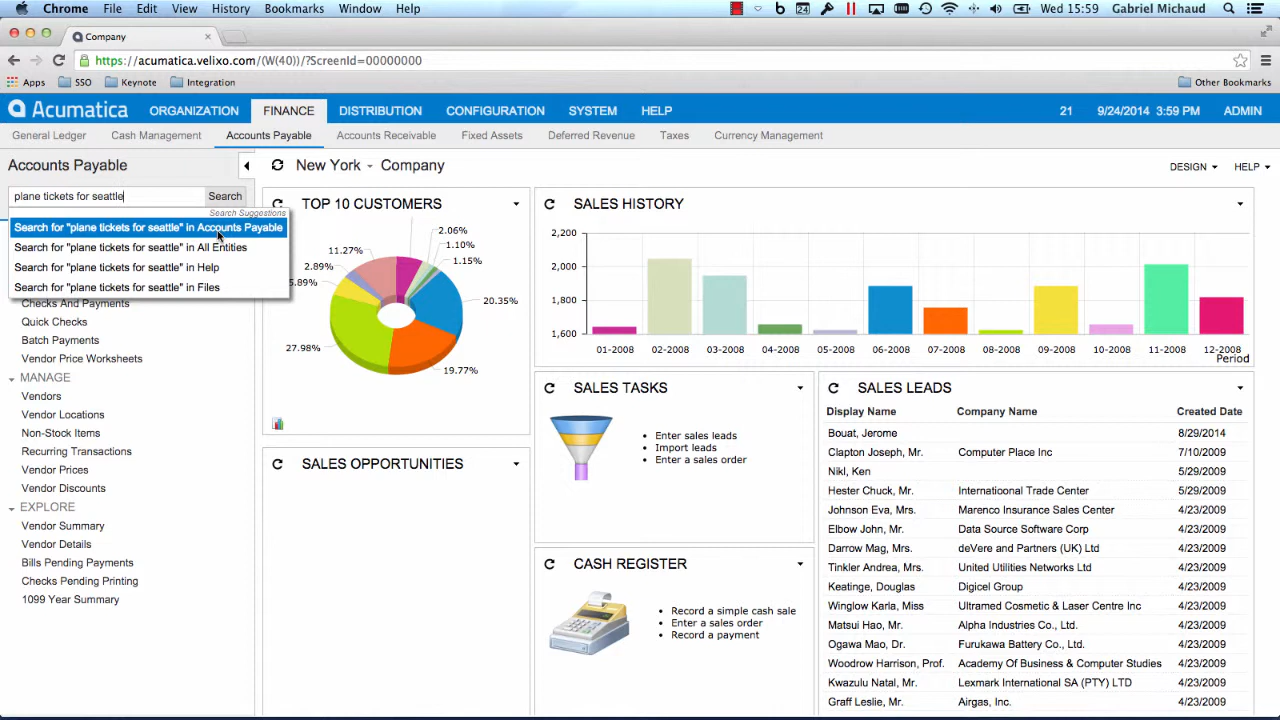 Chrome File Edit View History Bookmarks Window Help 24 Wed 15:59 Gabriel Michaud
Company
https://acumatica.velixo.com/(W(40))/?ScreenId=00000000
Apps SSO Keynote Integration Other Bookmarks
Acumatica ORGANIZATION FINANCE DISTRIBUTION CONFIGURATION SYSTEM HELP 21 9/24/2014 3:59 PM ADMIN
General Ledger Cash Management Accounts Payable Accounts Receivable Fixed Assets Deferred Revenue Taxes Currency Management
Accounts Payable
New York Company
DESIGN HELP
plane tickets for seattle Search
Search Suggestions
Search for "plane tickets for seattle" in Accounts Payable
Search for "plane tickets for seattle" in All Entities
Search for "plane tickets for seattle" in Help
Search for "plane tickets for seattle" in Files
Checks And Payments
Quick Checks
Batch Payments
Vendor Price Worksheets
MANAGE
Vendors
Vendor Locations
Non-Stock Items
Recurring Transactions
Vendor Prices
Vendor Discounts
EXPLORE
Vendor Summary
Vendor Details
Bills Pending Payments
Checks Pending Printing
1099 Year Summary
TOP 10 CUSTOMERS
2.06%
1.10%
1.15%
11.27%
2.89%
5.89%
20.35%
27.98%
19.77%
SALES OPPORTUNITIES
SALES HISTORY
2,200
2,000
1,800
1,600
01-2008 02-2008 03-2008 04-2008 05-2008 06-2008 07-2008 08-2008 09-2008 10-2008 11-2008 12-2008
Period
SALES TASKS
Enter sales leads
Import leads
Enter a sales order
CASH REGISTER
Record a simple cash sale
Enter a sales order
Record a payment
SALES LEADS
Display Name Company Name Created Date
Bouat, Jerome 8/29/2014
Clapton Joseph, Mr. Computer Place Inc 7/10/2009
Nikl, Ken 5/29/2009
Hester Chuck, Mr. Internatioonal Trade Center 5/29/2009
Johnson Eva, Mrs. Marenco Insurance Sales Center 4/23/2009
Elbow John, Mr. Data Source Software Corp 4/23/2009
Darrow Mag, Mrs. deVere and Partners (UK) Ltd 4/23/2009
Tinkler Andrea, Mrs. United Utilities Networks Ltd 4/23/2009
Keatinge, Douglas Digicel Group 4/23/2009
Winglow Karla, Miss Ultramed Cosmetic & Laser Centre Inc 4/23/2009
Matsui Hao, Mr. Alpha Industries Co., Ltd. 4/23/2009
Ogawa Mao, Dr. Furukawa Battery Co., Ltd. 4/23/2009
Woodrow Harrison, Prof. Academy Of Business & Computer Studies 4/23/2009
Kwazulu Natal, Mr. Lexmark International SA (PTY) LTD 4/23/2009
Graff Leslie, Mr. Airgas, Inc. 4/23/2009